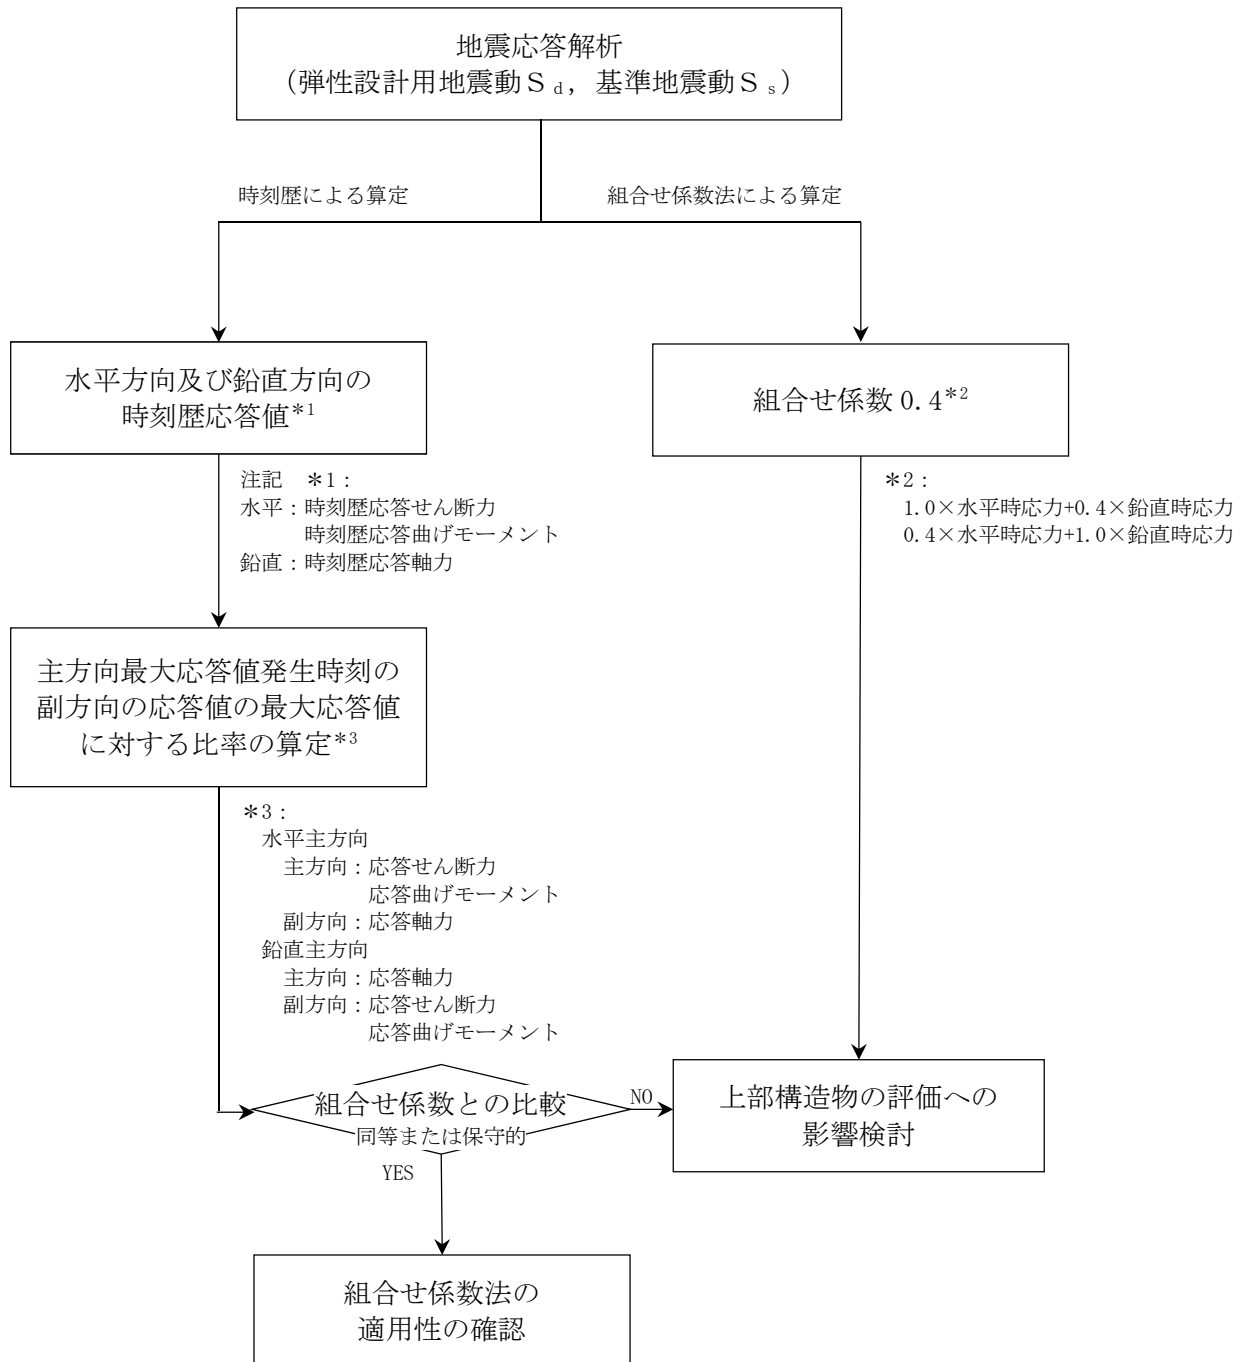 地震応答解析
（弾性設計用地震動Ｓｄ，基準地震動Ｓｓ）
時刻歴による算定
組合せ係数法による算定
水平方向及び鉛直方向の
時刻歴応答値*1
組合せ係数 0.4*2
注記　＊1：
水平：時刻歴応答せん断力
時刻歴応答曲げモーメント
鉛直：時刻歴応答軸力
＊2：
1.0×水平時応力+0.4×鉛直時応力
0.4×水平時応力+1.0×鉛直時応力
主方向最大応答値発生時刻の
副方向の応答値の最大応答値
に対する比率の算定*3
＊3：
水平主方向
主方向：応答せん断力
応答曲げモーメント
副方向：応答軸力
鉛直主方向
主方向：応答軸力
副方向：応答せん断力
応答曲げモーメント
組合せ係数との比較
同等または保守的
NO
YES
上部構造物の評価への
影響検討
組合せ係数法の
適用性の確認